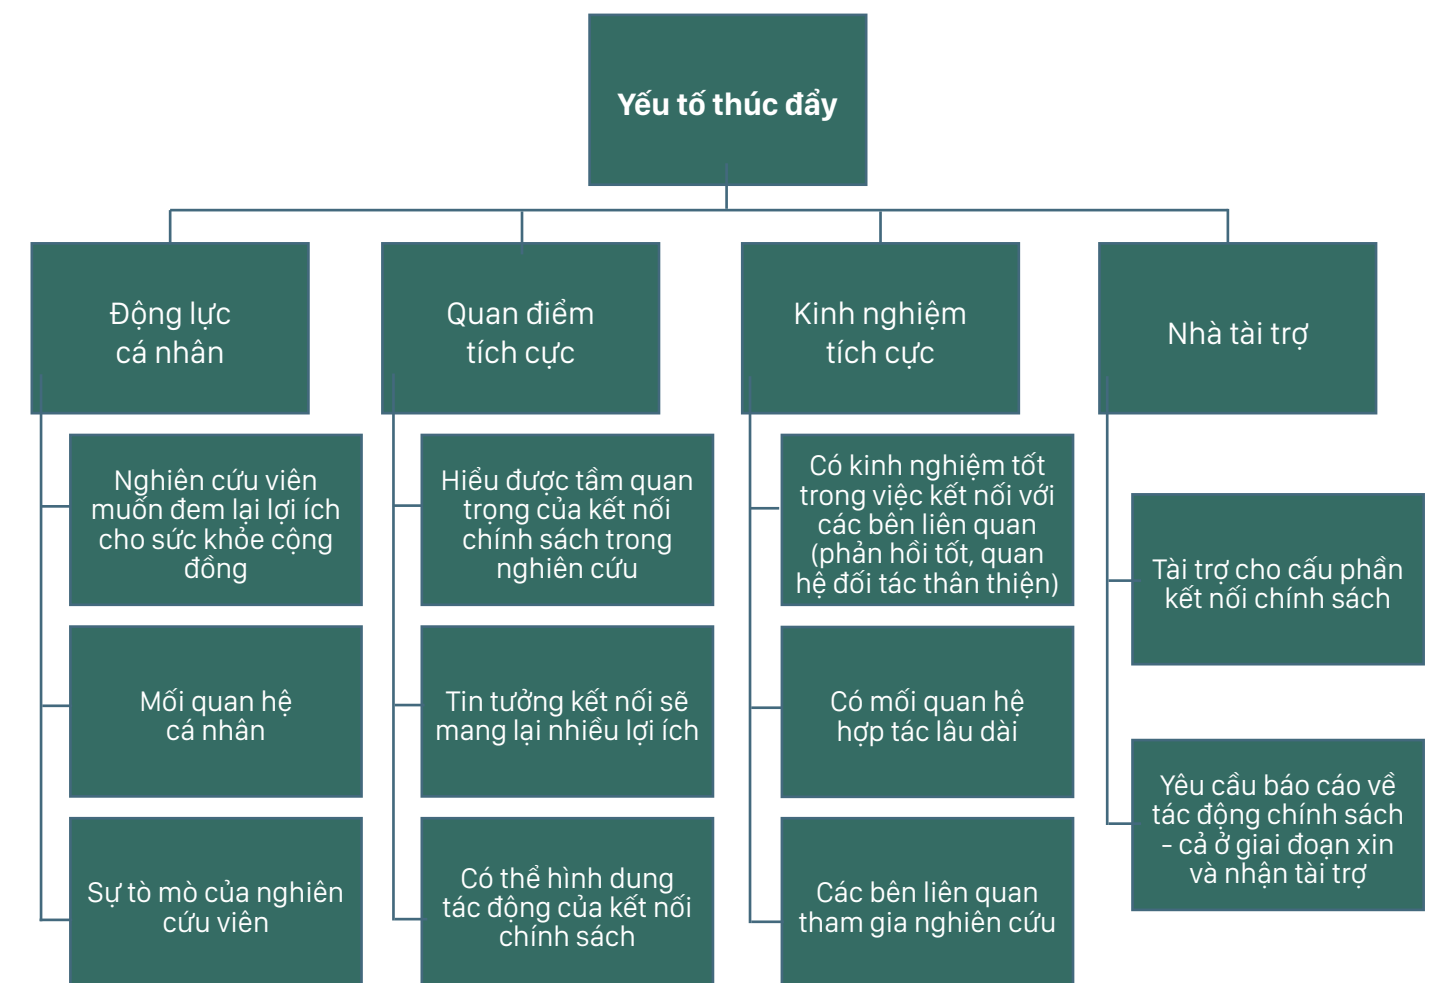 Yếu tố thúc đẩy
Động lực
cá nhân
Nghiên cứu viên
muốn đem lại lợi ích
cho sức khỏe cộng
đồng
Mối quan hệ
cá nhân
Sự tò mò của nghiên
cứu viên
Quan điểm
tích cực
Hiểu được tầm quan
trọng của kết nối
chính sách trong
nghiên cứu
Tin tưởng kết nối sẽ
mang lại nhiều lợi ích
Có thể hình dung
tác động của kết nối
chính sách
Kinh nghiệm
tích cực
Có kinh nghiệm tốt
trong việc kết nối với
các bên liên quan
(phản hồi tốt, quan
hệ đối tác thân thiện)
Có mối quan hệ
hợp tác lâu dài
Các bên liên quan
tham gia nghiên cứu
Nhà tài trợ
Tài trợ cho cấu phần
kết nối chính sách
Yêu cầu báo cáo về
tác động chính sách
- cả ở giai đoạn xin
và nhận tài trợ